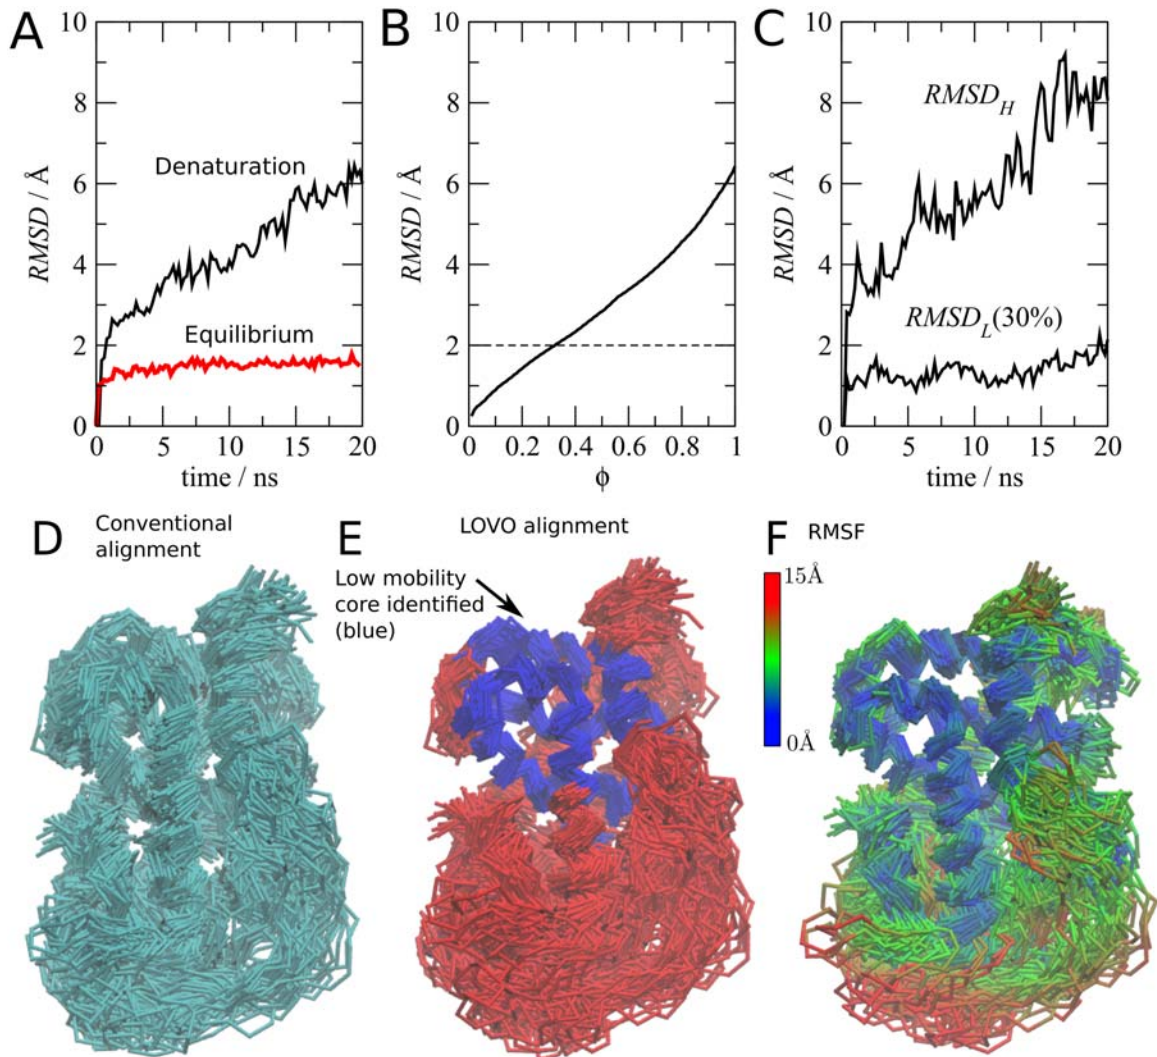 A
B
C
10
8
6
4
2
0
RMSD / Å
Denaturation
Equilibrium
0
5
10
15
20
time / ns
10
8
6
4
2
0
RMSD / Å
0
0.2
0.4
0.6
0.8
1
ϕ
10
8
6
4
2
0
RMSD / Å
RMSD_H
RMSD_L(30%)
0
5
10
15
20
time / ns
D
Conventional
alignment
E
LOVO alignment
Low mobility
core identified
(blue)
F
RMSF
15Å
0Å